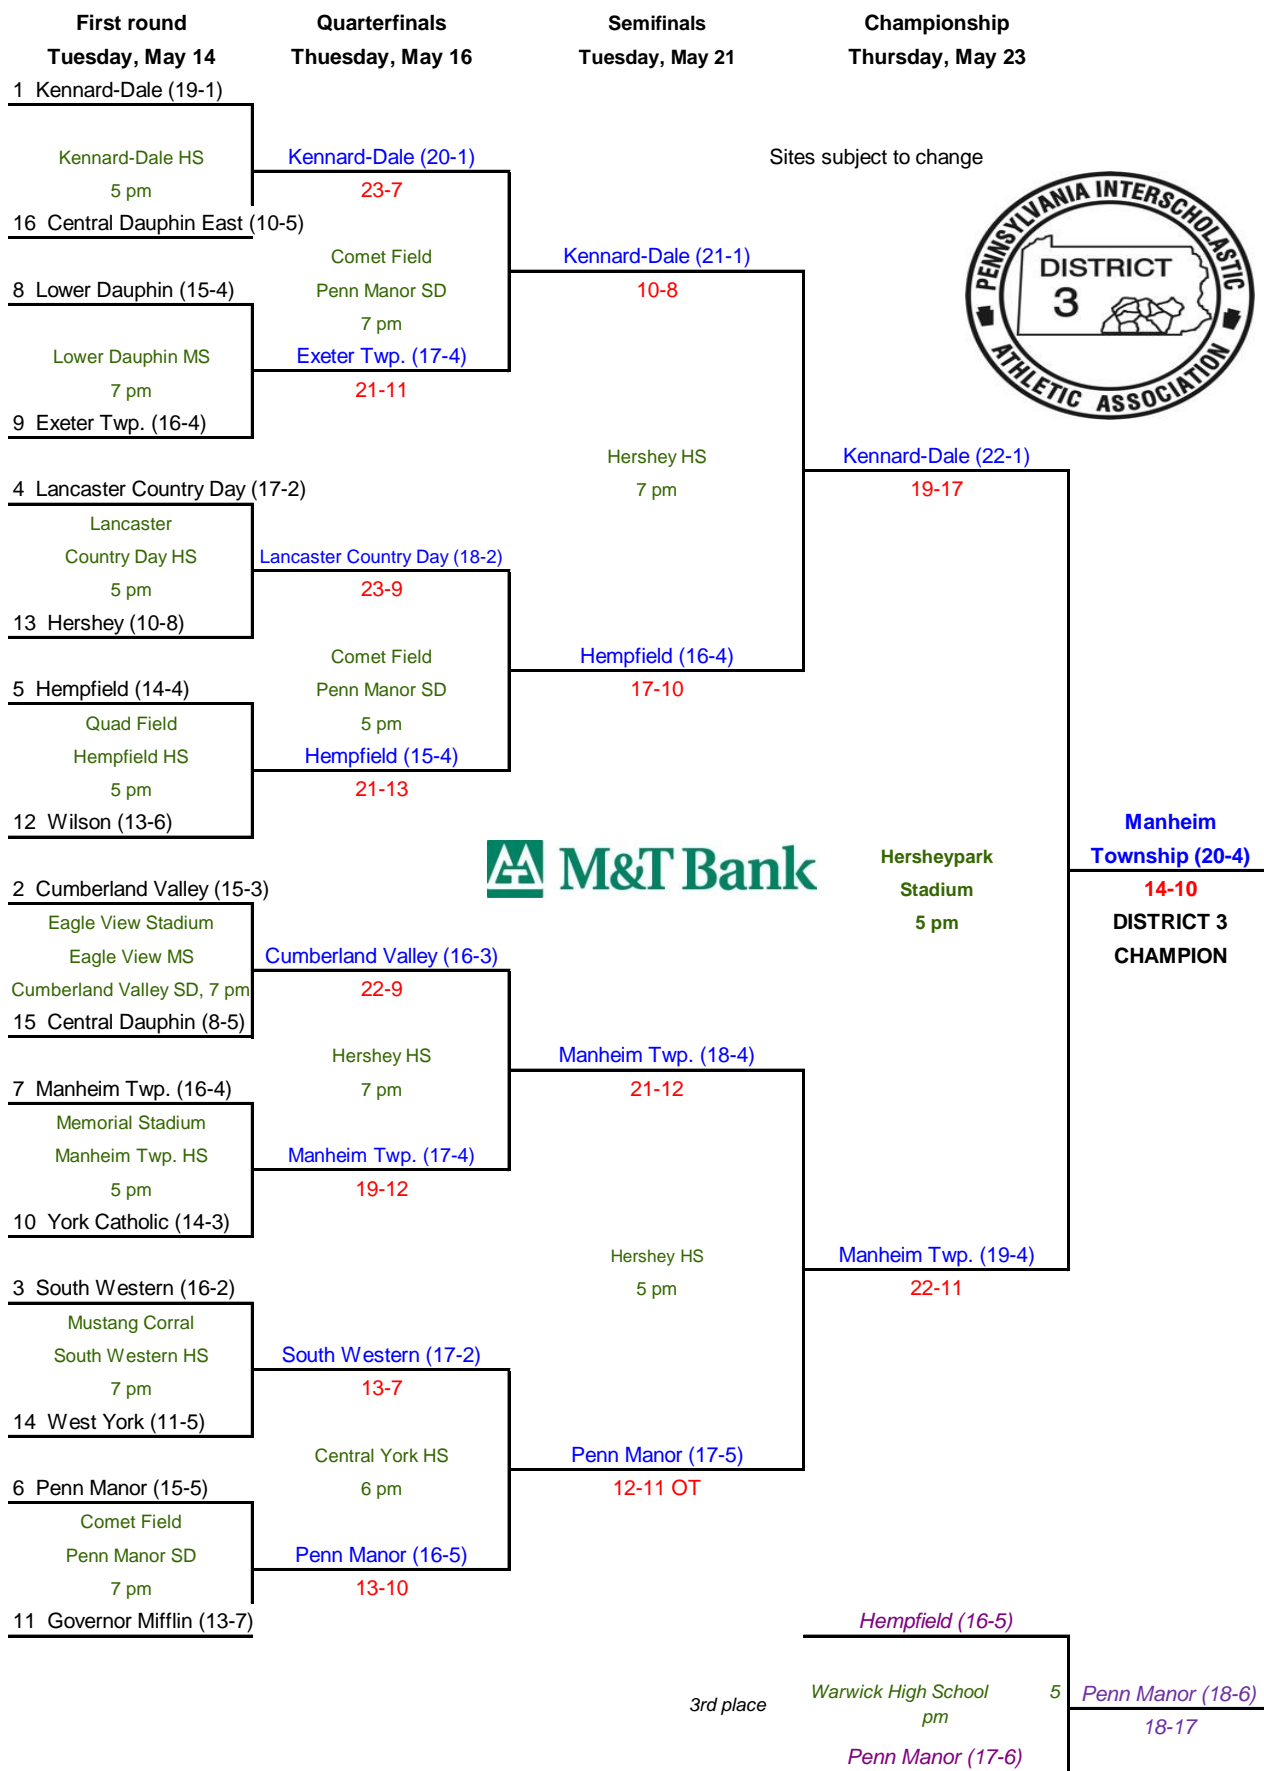 First round
Tuesday, May 14
Quarterfinals
Thuesday, May 16
Semifinals
Tuesday, May 21
Championship
Thursday, May 23
1 Kennard-Dale (19-1)
Kennard-Dale HS
5 pm
16 Central Dauphin East (10-5)
8 Lower Dauphin (15-4)
Lower Dauphin MS
7 pm
9 Exeter Twp. (16-4)
4 Lancaster Country Day (17-2)
Lancaster
Country Day HS
5 pm
13 Hershey (10-8)
5 Hempfield (14-4)
Quad Field
Hempfield HS
5 pm
12 Wilson (13-6)
2 Cumberland Valley (15-3)
Eagle View Stadium
Eagle View MS
Cumberland Valley SD, 7 pm
15 Central Dauphin (8-5)
7 Manheim Twp. (16-4)
Memorial Stadium
Manheim Twp. HS
5 pm
10 York Catholic (14-3)
3 South Western (16-2)
Mustang Corral
South Western HS
7 pm
14 West York (11-5)
6 Penn Manor (15-5)
Comet Field
Penn Manor SD
7 pm
11 Governor Mifflin (13-7)
Kennard-Dale (20-1)
23-7
Comet Field
Penn Manor SD
7 pm
Exeter Twp. (17-4)
21-11
Lancaster Country Day (18-2)
23-9
Comet Field
Penn Manor SD
5 pm
Hempfield (15-4)
21-13
Cumberland Valley (16-3)
22-9
Hershey HS
7 pm
Manheim Twp. (17-4)
19-12
South Western (17-2)
13-7
Central York HS
6 pm
Penn Manor (16-5)
13-10
Kennard-Dale (21-1)
10-8
Hershey HS
7 pm
Hempfield (16-4)
17-10
M&T Bank
Manheim Twp. (18-4)
21-12
Hershey HS
5 pm
Penn Manor (17-5)
12-11 OT
Sites subject to change
PENNSYLVANIA INTERSCHOLASTIC
DISTRICT
3
ATHLETIC ASSOCIATION
Kennard-Dale (22-1)
19-17
Hersheypark
Stadium
5 pm
Manheim Twp. (19-4)
22-11
Manheim
Township (20-4)
14-10
DISTRICT 3
CHAMPION
3rd place
Hempfield (16-5)
Warwick High School 5
pm
Penn Manor (17-6)
Penn Manor (18-6)
18-17